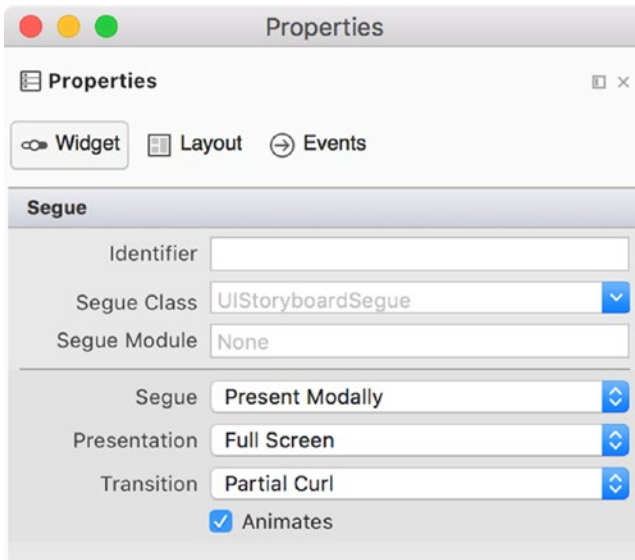 Properties
Properties
Widget Layout Events
Segue
Identifier
Segue Class UIStoryboardSegue
Segue Module None
Segue Present Modally
Presentation Full Screen
Transition Partial Curl
Animates